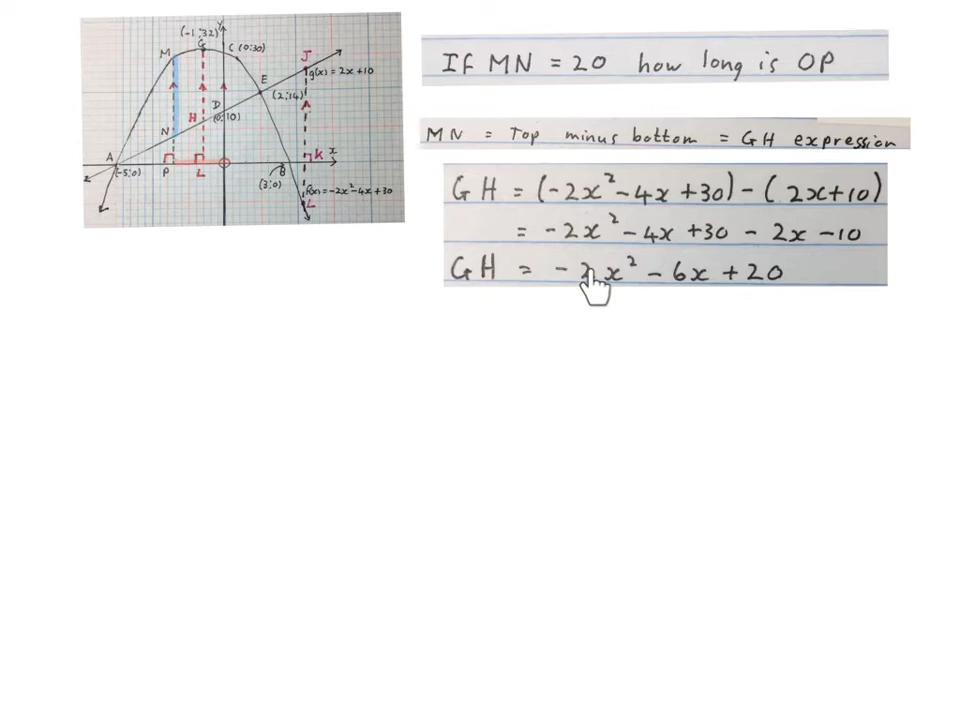 (-1;32) Y
M G C (0;30)
J
g(x) = 2x+10
E
(2;14)
D
N H (0;10)
A K x
(-5;0) P L B
(3;0) f(x) = -2x²-4x+30
L
If MN = 20 how long is OP
MN = Top minus bottom = GH expression
GH = (-2x²-4x+30) - (2x+10)
= -2x²-4x+30 - 2x -10
GH = -2x² - 6x + 20